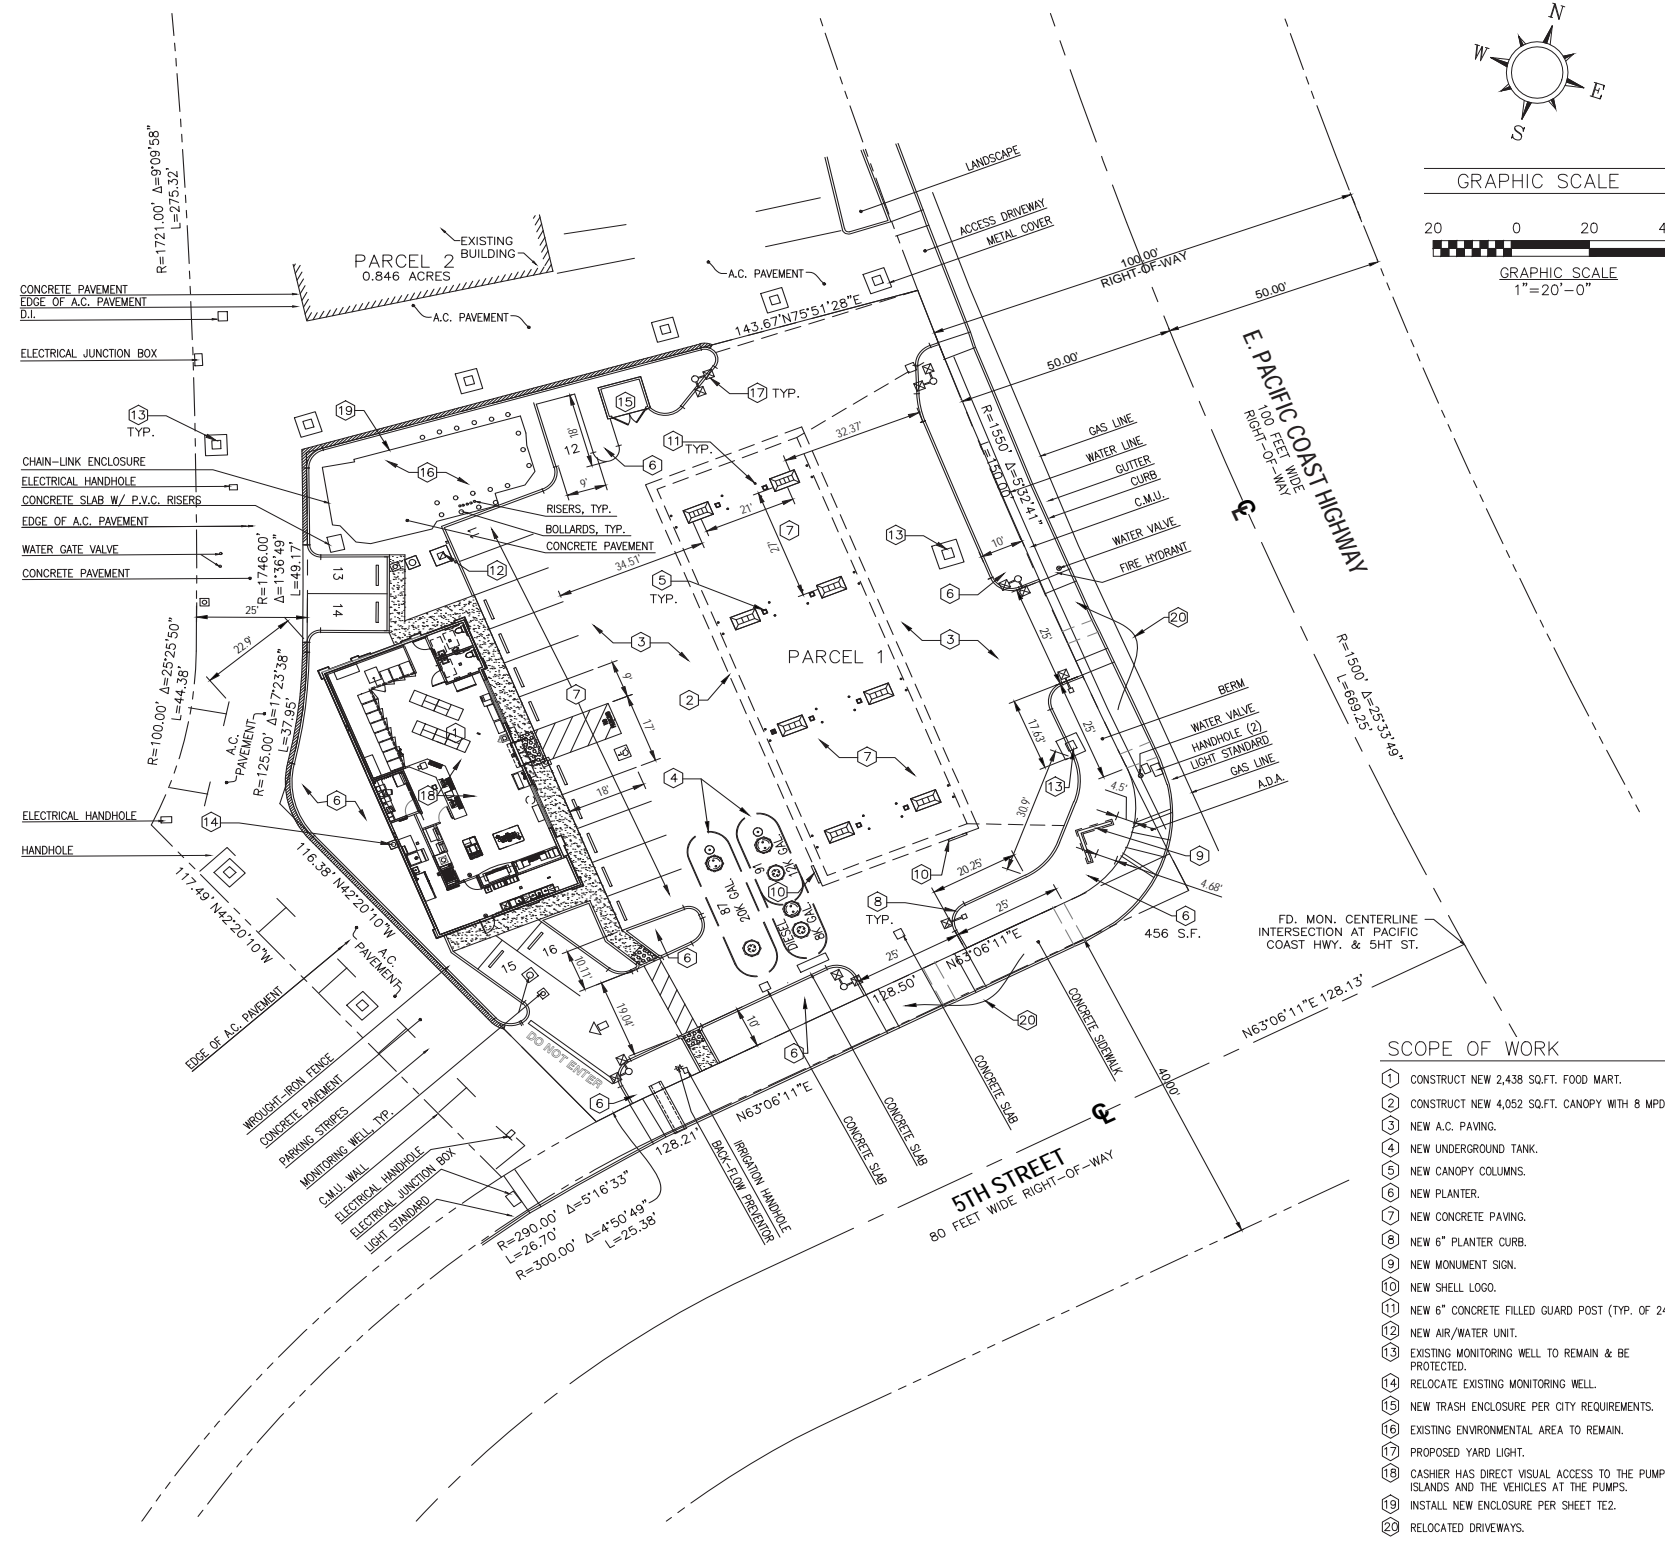 N
W
E
S
GRAPHIC SCALE
20 0 20
GRAPHIC SCALE
1"=20'-0"
R=1721.00' Δ=9°09'58"
L=275.32'
PARCEL 2
0.846 ACRES
EXISTING
BUILDING
A.C. PAVEMENT
A.C. PAVEMENT
143.67'N75°51'28"E
LANDSCAPE
ACCESS DRIVEWAY
METAL COVER
100.00'
RIGHT-OF-WAY
50.00'
50.00'
E. PACIFIC COAST HIGHWAY
100 FEET WIDE
RIGHT-OF-WAY
CONCRETE PAVEMENT
EDGE OF A.C. PAVEMENT
D.I.
ELECTRICAL JUNCTION BOX
13
TYP.
CHAIN-LINK ENCLOSURE
ELECTRICAL HANDHOLE
CONCRETE SLAB W/ P.V.C. RISERS
EDGE OF A.C. PAVEMENT
WATER GATE VALVE
CONCRETE PAVEMENT
R=1746.00'
Δ=1°36'49"
L=49.17'
25'
22.9'
R=100.00' Δ=25°25'50"
L=44.38'
A.C.
PAVEMENT
R=125.00' Δ=17°23'38"
L=37.95'
ELECTRICAL HANDHOLE
HANDHOLE
14
19
16
15
17 TYP.
18'
12
9'
6
11
TYP.
32.37'
RISERS, TYP.
BOLLARDS, TYP.
CONCRETE PAVEMENT
11
12
13
14
34.51'
21'
27'
7
5
TYP.
3
3
2
PARCEL 1
13
10'
6
R=1550' Δ=5°32'41"
L=150.00'
GAS LINE
WATER LINE
GUTTER
CURB
C.M.U.
WATER VALVE
FIRE HYDRANT
20
25'
25'
BERM
WATER VALVE
HANDHOLE (2)
LIGHT STANDARD
GAS LINE
A.D.A.
R=1500' Δ=25°33'49"
L=669.25'
17.63'
13
30.9'
4.5'
9
4.68'
7
9'
17'
7
18'
4
1
18
6
87
20K GAL
91
12K GAL
DIESEL
8K GAL
10
10
20.25'
8
TYP.
25'
25'
6
456 S.F.
FD. MON. CENTERLINE
INTERSECTION AT PACIFIC
COAST HWY. & 5HT ST.
116.38' N42°20'10"W
117.49' N42°20'10"W
A.C.
PAVEMENT
EDGE OF A.C. PAVEMENT
16
15
10.11'
19.04'
6
DO NOT ENTER
10'
6
6
128.50'
N63°06'11"E
20
N63°06'11"E 128.13'
40.00'
N63°06'11"E
128.21'
CONCRETE SIDEWALK
CONCRETE SLAB
CONCRETE SLAB
CONCRETE SLAB
IRRIGATION HANDHOLE
BACK-FLOW PREVENTOR
WROUGHT-IRON FENCE
CONCRETE PAVEMENT
PARKING STRIPES
MONITORING WELL, TYP.
C.M.U. WALL
ELECTRICAL HANDHOLE
ELECTRICAL JUNCTION BOX
LIGHT STANDARD
R=290.00' Δ=5°16'33"
L=26.70'
R=300.00' Δ=4°50'49"
L=25.38'
5TH STREET
80 FEET WIDE RIGHT-OF-WAY
SCOPE OF WORK
1 CONSTRUCT NEW 2,438 SQ.FT. FOOD MART.
2 CONSTRUCT NEW 4,052 SQ.FT. CANOPY WITH 8 MPD
3 NEW A.C. PAVING.
4 NEW UNDERGROUND TANK.
5 NEW CANOPY COLUMNS.
6 NEW PLANTER.
7 NEW CONCRETE PAVING.
8 NEW 6" PLANTER CURB.
9 NEW MONUMENT SIGN.
10 NEW SHELL LOGO.
11 NEW 6" CONCRETE FILLED GUARD POST (TYP. OF 24
12 NEW AIR/WATER UNIT.
13 EXISTING MONITORING WELL TO REMAIN & BE
PROTECTED.
14 RELOCATE EXISTING MONITORING WELL.
15 NEW TRASH ENCLOSURE PER CITY REQUIREMENTS.
16 EXISTING ENVIRONMENTAL AREA TO REMAIN.
17 PROPOSED YARD LIGHT.
18 CASHIER HAS DIRECT VISUAL ACCESS TO THE PUMP
ISLANDS AND THE VEHICLES AT THE PUMPS.
19 INSTALL NEW ENCLOSURE PER SHEET TE2.
20 RELOCATED DRIVEWAYS.